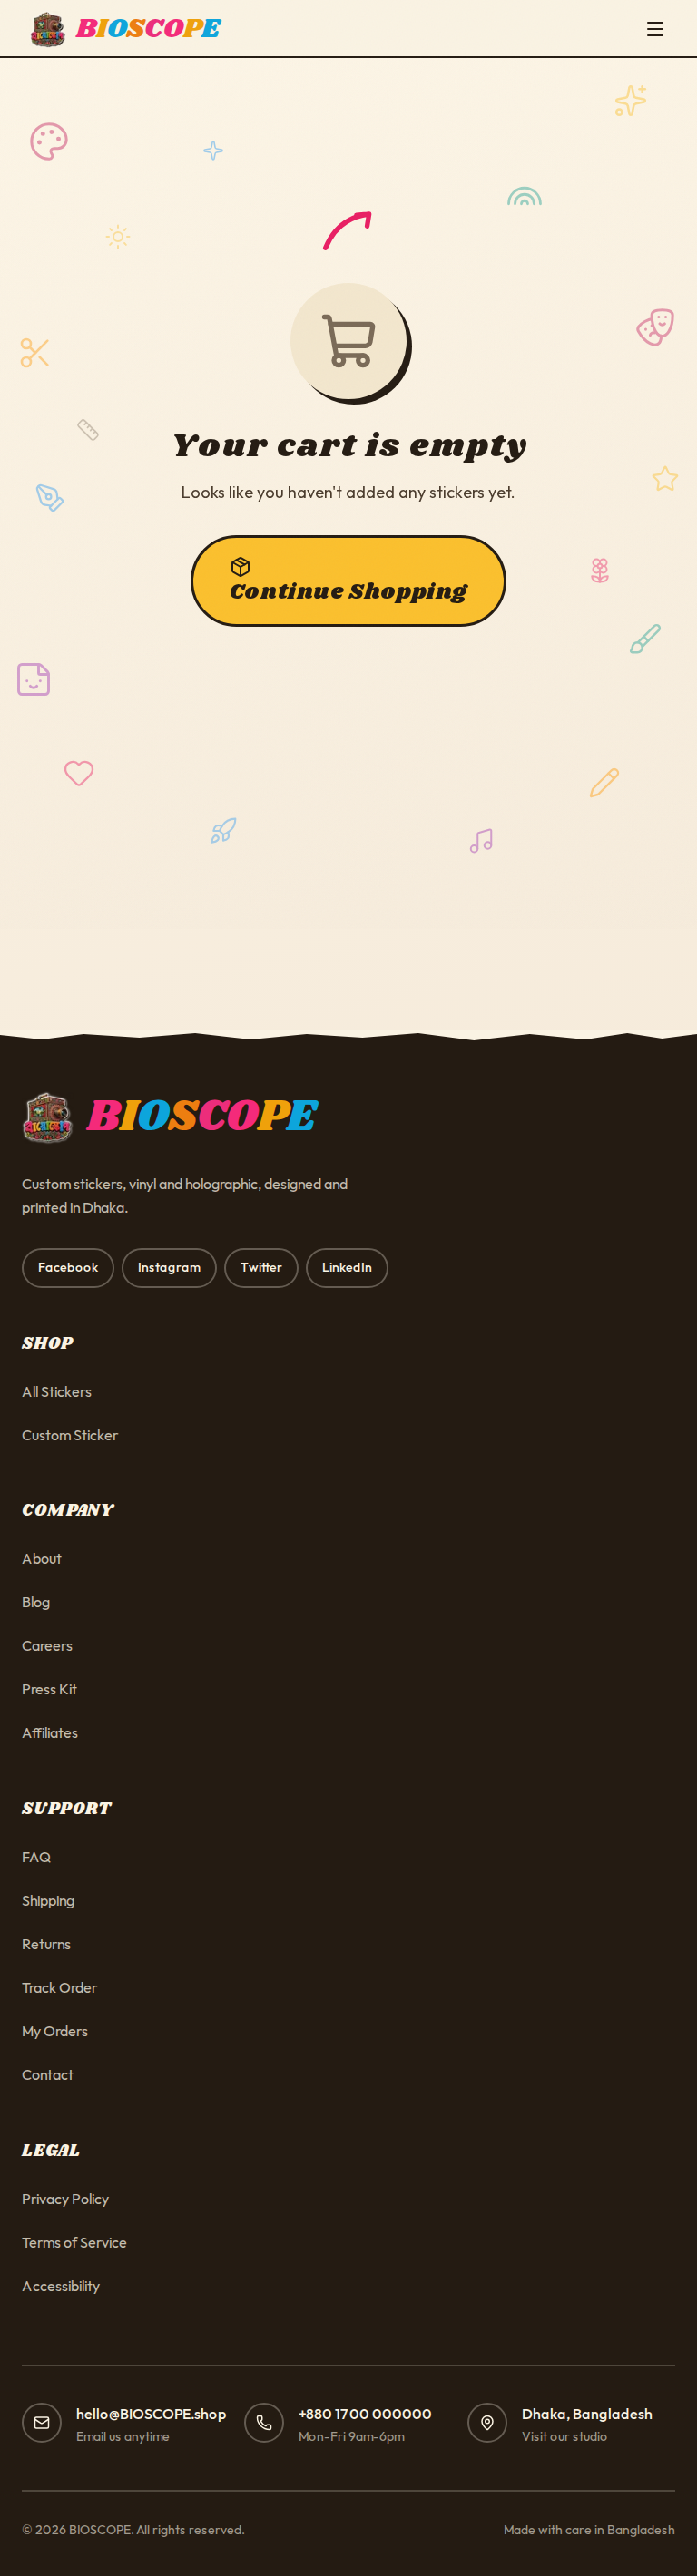 BIOSCOPE
Your cart is empty
Looks like you haven't added any stickers yet.
Continue Shopping
BIOSCOPE
Custom stickers, vinyl and holographic, designed and
printed in Dhaka.
Facebook Instagram Twitter LinkedIn
SHOP
All Stickers
Custom Sticker
COMPANY
About
Blog
Careers
Press Kit
Affiliates
SUPPORT
FAQ
Shipping
Returns
Track Order
My Orders
Contact
LEGAL
Privacy Policy
Terms of Service
Accessibility
hello@BIOSCOPE.shop +880 1700 000000 Dhaka, Bangladesh
Email us anytime Mon-Fri 9am-6pm Visit our studio
© 2026 BIOSCOPE. All rights reserved. Made with care in Bangladesh